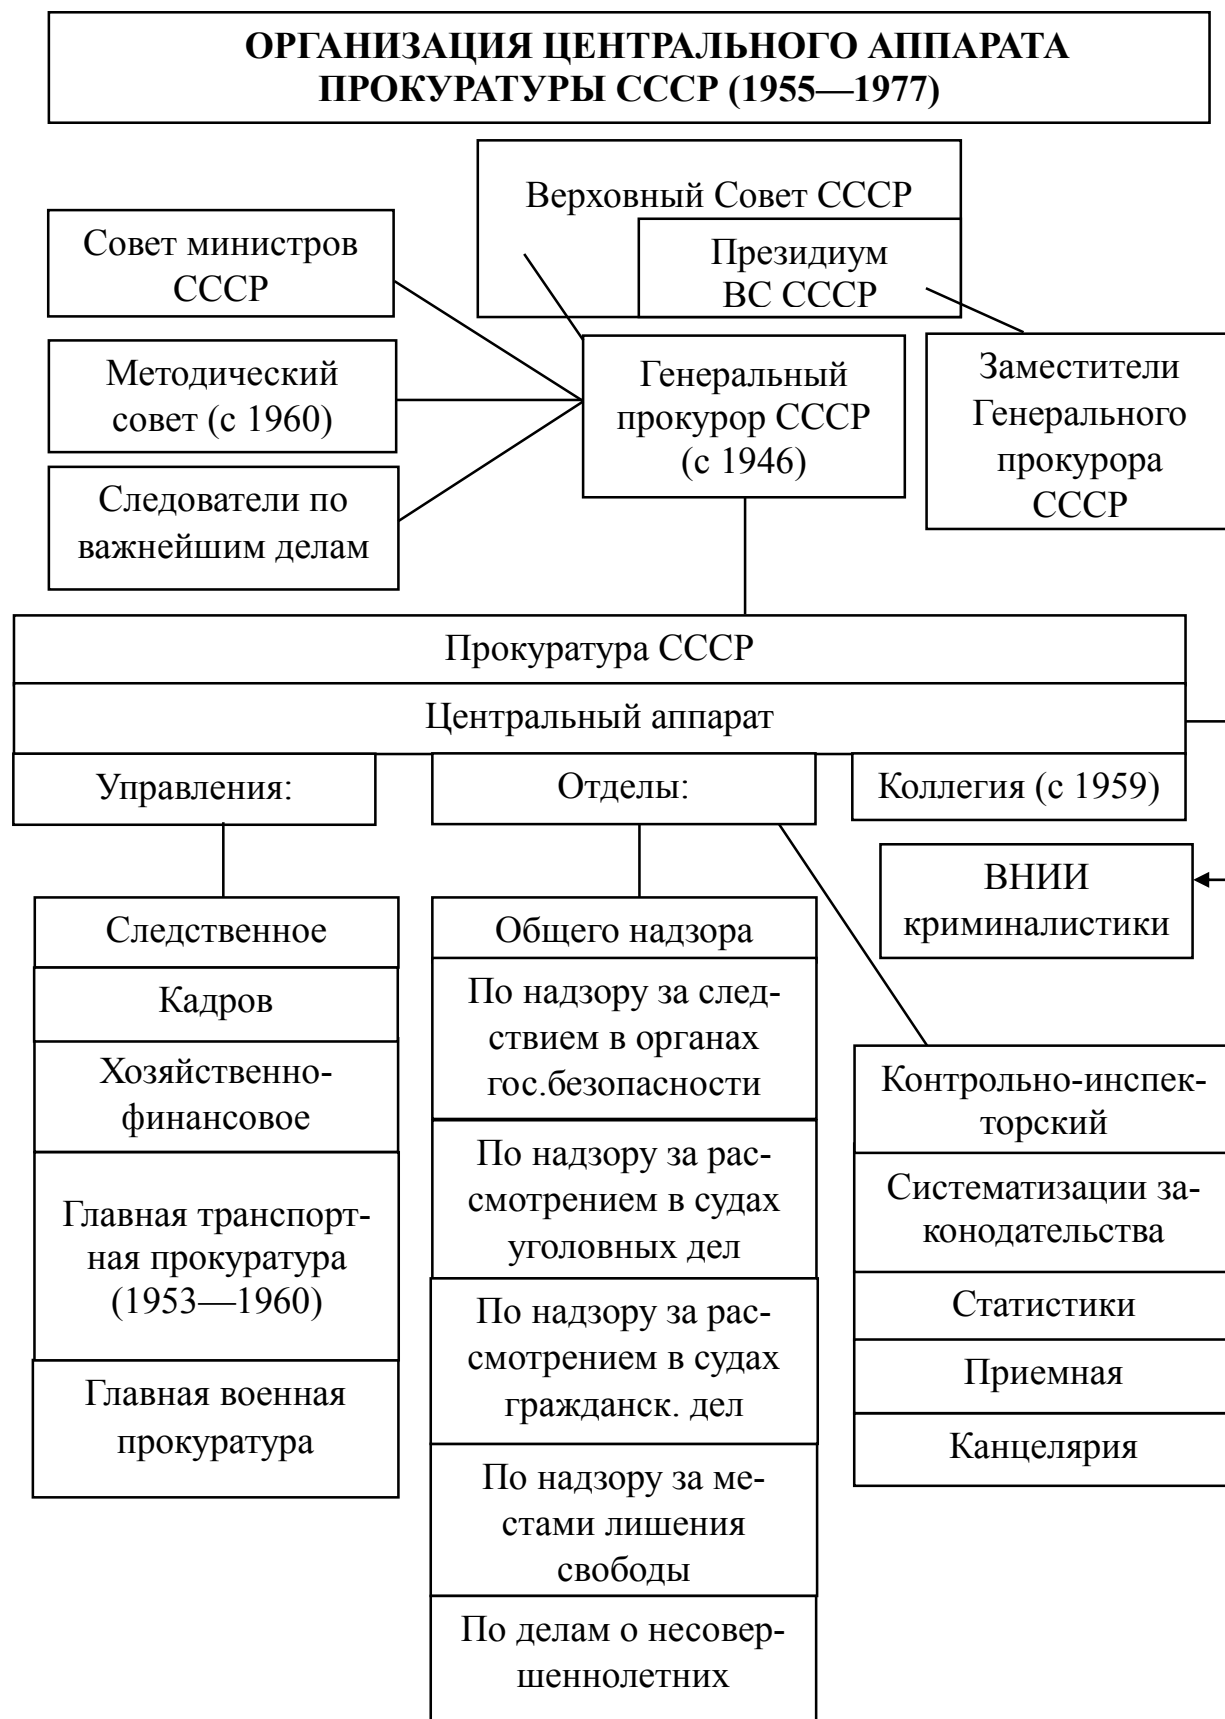 ОРГАНИЗАЦИЯ ЦЕНТРАЛЬНОГО АППАРАТА
ПРОКУРАТУРЫ СССР (1955—1977)
Верховный Совет СССР
Президиум
ВС СССР
Совет министров
СССР
Методический
совет (с 1960)
Следователи по
важнейшим делам
Генеральный
прокурор СССР
(с 1946)
Заместители
Генерального
прокурора
СССР
Прокуратура СССР
Центральный аппарат
Управления:
Отделы:
Коллегия (с 1959)
ВНИИ
криминалистики
Следственное
Кадров
Хозяйственно-
финансовое
Главная транспорт-
ная прокуратура
(1953—1960)
Главная военная
прокуратура
Общего надзора
По надзору за след-
ствием в органах
гос.безопасности
По надзору за рас-
смотрением в судах
уголовных дел
По надзору за рас-
смотрением в судах
гражданск. дел
По надзору за ме-
стами лишения
свободы
По делам о несовер-
шеннолетних
Контрольно-инспек-
торский
Систематизации за-
конодательства
Статистики
Приемная
Канцелярия